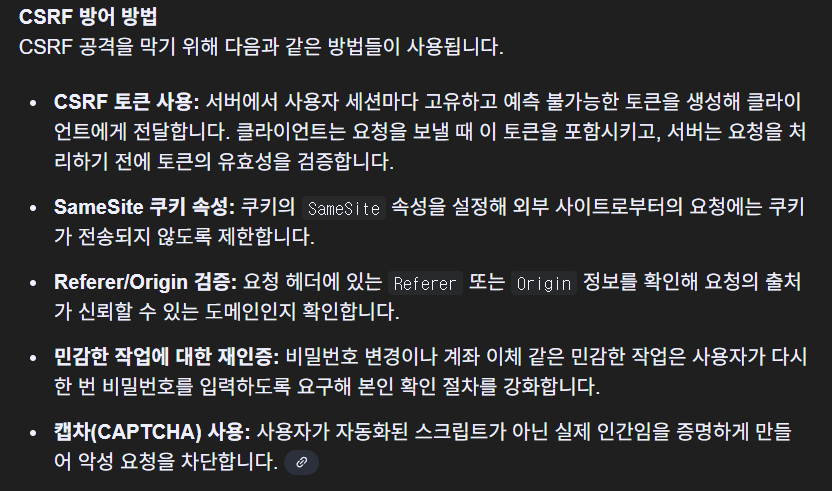 CSRF 방어 방법
CSRF 공격을 막기 위해 다음과 같은 방법들이 사용됩니다.
• CSRF 토큰 사용: 서버에서 사용자 세션마다 고유하고 예측 불가능한 토큰을 생성해 클라이
언트에게 전달합니다. 클라이언트는 요청을 보낼 때 이 토큰을 포함시키고, 서버는 요청을 처
리하기 전에 토큰의 유효성을 검증합니다.
• SameSite 쿠키 속성: 쿠키의 SameSite 속성을 설정해 외부 사이트로부터의 요청에는 쿠키
가 전송되지 않도록 제한합니다.
• Referer/Origin 검증: 요청 헤더에 있는 Referer 또는 Origin 정보를 확인해 요청의 출처
가 신뢰할 수 있는 도메인인지 확인합니다.
• 민감한 작업에 대한 재인증: 비밀번호 변경이나 계좌 이체 같은 민감한 작업은 사용자가 다시
한 번 비밀번호를 입력하도록 요구해 본인 확인 절차를 강화합니다.
• 캡차(CAPTCHA) 사용: 사용자가 자동화된 스크립트가 아닌 실제 인간임을 증명하게 만들
어 악성 요청을 차단합니다.